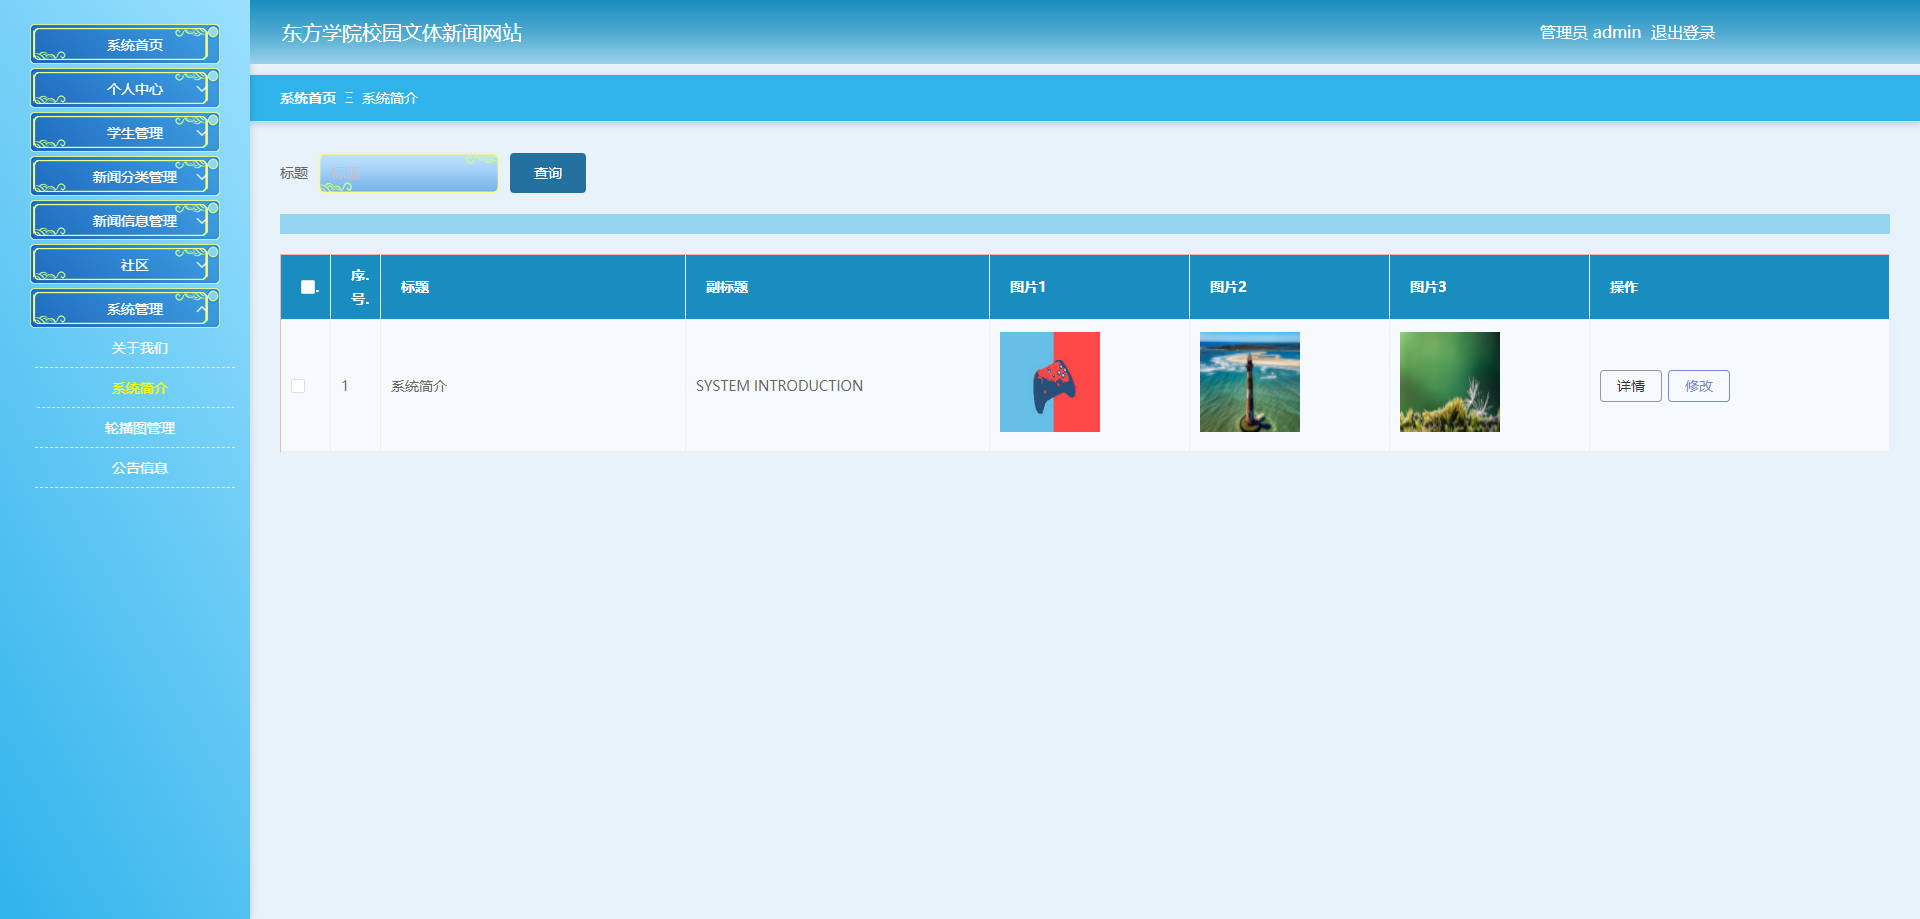 东方学院校园文体新闻网站
管理员 admin 退出登录
系统首页
个人中心
学生管理
新闻分类管理
新闻信息管理
社区
系统管理
关于我们
系统简介
轮播图管理
公告信息
系统首页 Ξ 系统简介
标题 标题 查询
序. 号. 标题 副标题 图片1 图片2 图片3 操作
1 系统简介 SYSTEM INTRODUCTION 详情 修改